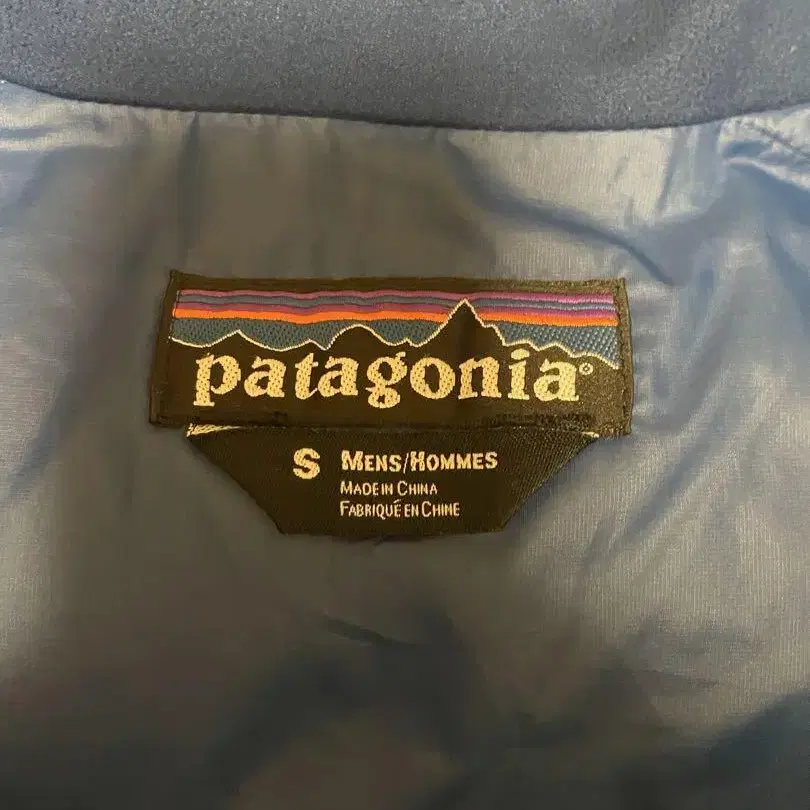 patagonia®
S MENS/HOMMES
MADE IN CHINA
FABRIQUÉ EN CHINE